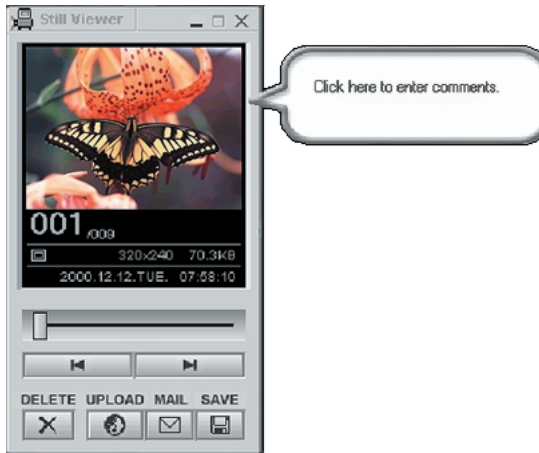 Still Viewer
Click here to enter comments.
001/009
320x240 70.3KB
2000.12.12.TUE. 07:58:10
DELETE UPLOAD MAIL SAVE